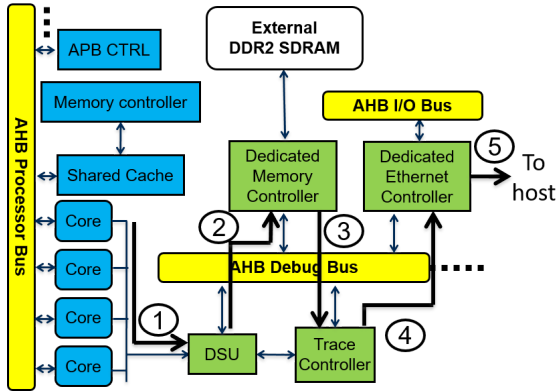 External
DDR2 SDRAM
APB CTRL
Memory controller
AHB I/O Bus
AHB Processor Bus
Shared Cache
Dedicated
Memory
Controller
Dedicated
Ethernet
Controller
5
To
host
Core
2
3
Core
AHB Debug Bus
Core
1
4
DSU
Trace
Controller
Core